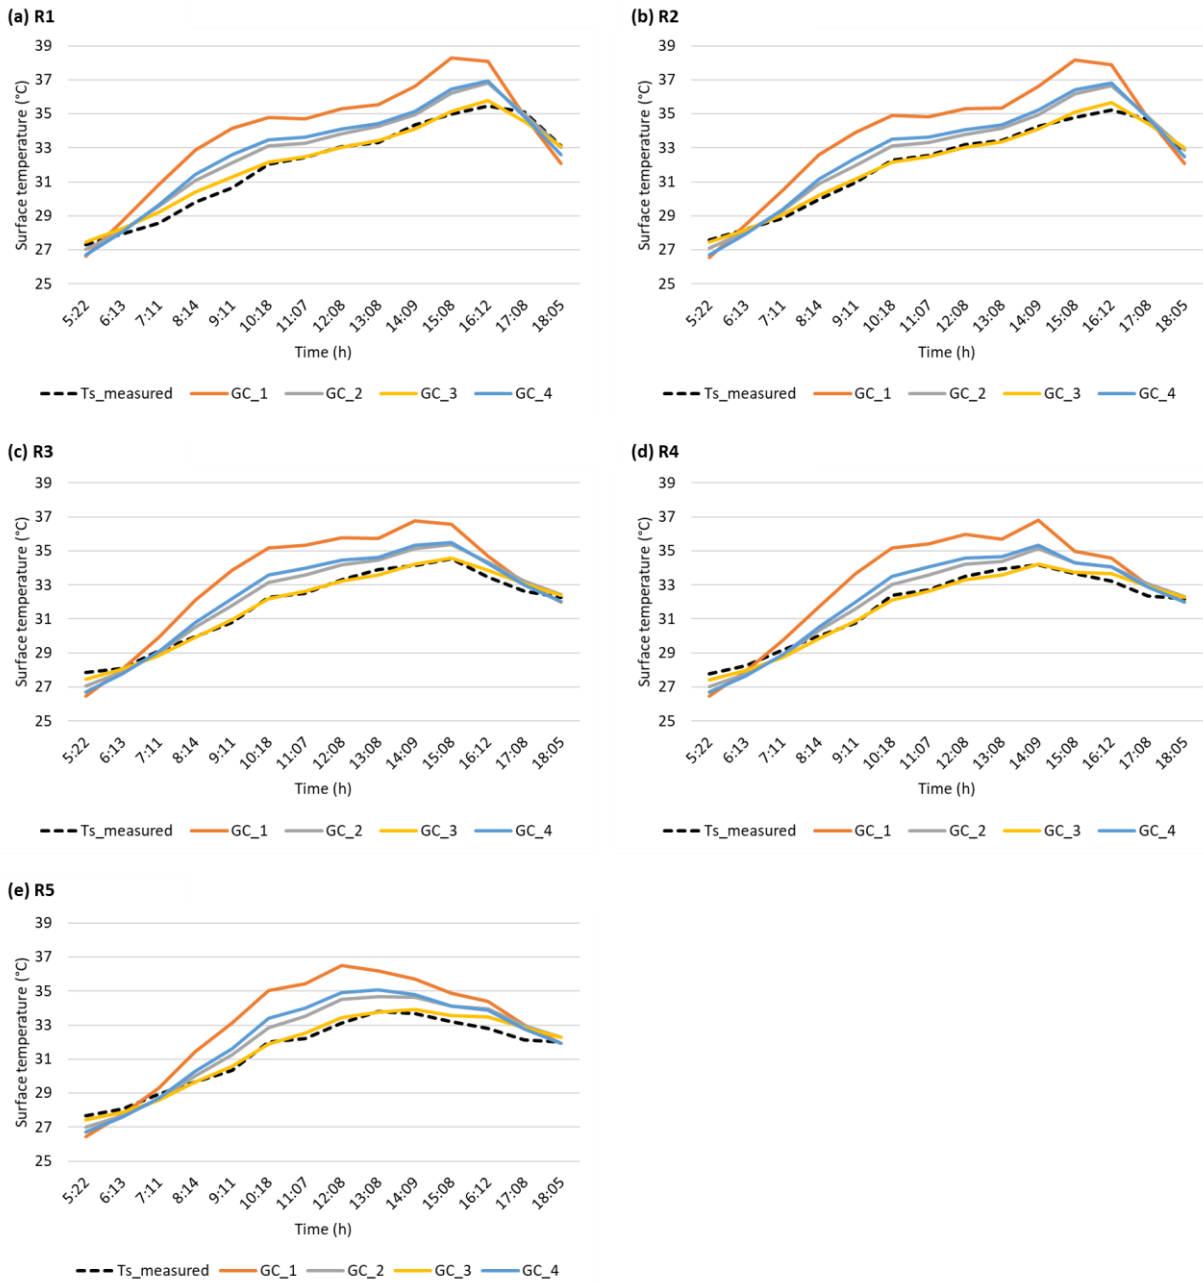 (a) R1
39
37
35
33
31
29
27
25
Surface temperature (°C)
5:22 6:13 7:11 8:14 9:11 10:18 11:07 12:08 13:08 14:09 15:08 16:12 17:08 18:05
Time (h)
Ts_measured GC_1 GC_2 GC_3 GC_4
(b) R2
39
37
35
33
31
29
27
25
Surface temperature (°C)
5:22 6:13 7:11 8:14 9:11 10:18 11:07 12:08 13:08 14:09 15:08 16:12 17:08 18:05
Time (h)
Ts_measured GC_1 GC_2 GC_3 GC_4
(c) R3
39
37
35
33
31
29
27
25
Surface temperature (°C)
5:22 6:13 7:11 8:14 9:11 10:18 11:07 12:08 13:08 14:09 15:08 16:12 17:08 18:05
Time (h)
Ts_measured GC_1 GC_2 GC_3 GC_4
(d) R4
39
37
35
33
31
29
27
25
Surface temperature (°C)
5:22 6:13 7:11 8:14 9:11 10:18 11:07 12:08 13:08 14:09 15:08 16:12 17:08 18:05
Time (h)
Ts_measured GC_1 GC_2 GC_3 GC_4
(e) R5
39
37
35
33
31
29
27
25
Surface temperature (°C)
5:22 6:13 7:11 8:14 9:11 10:18 11:07 12:08 13:08 14:09 15:08 16:12 17:08 18:05
Time (h)
Ts_measured GC_1 GC_2 GC_3 GC_4